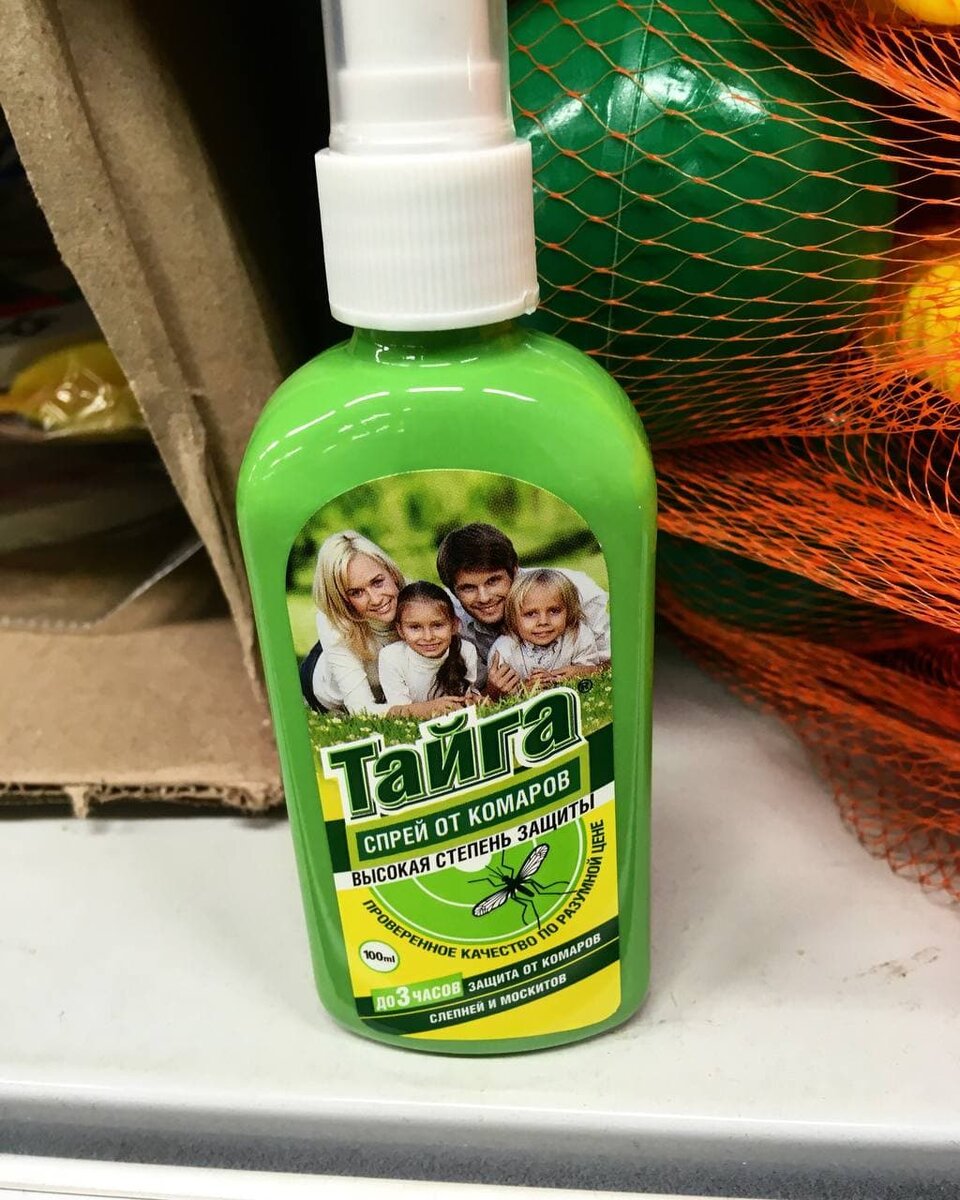 Тайга®
СПРЕЙ ОТ КОМАРОВ
ВЫСОКАЯ СТЕПЕНЬ ЗАЩИТЫ
ПРОВЕРЕННОЕ КАЧЕСТВО ПО РАЗУМНОЙ ЦЕНЕ
100ml
ДО 3 ЧАСОВ ЗАЩИТА ОТ КОМАРОВ
СЛЕПНЕЙ И МОСКИТОВ